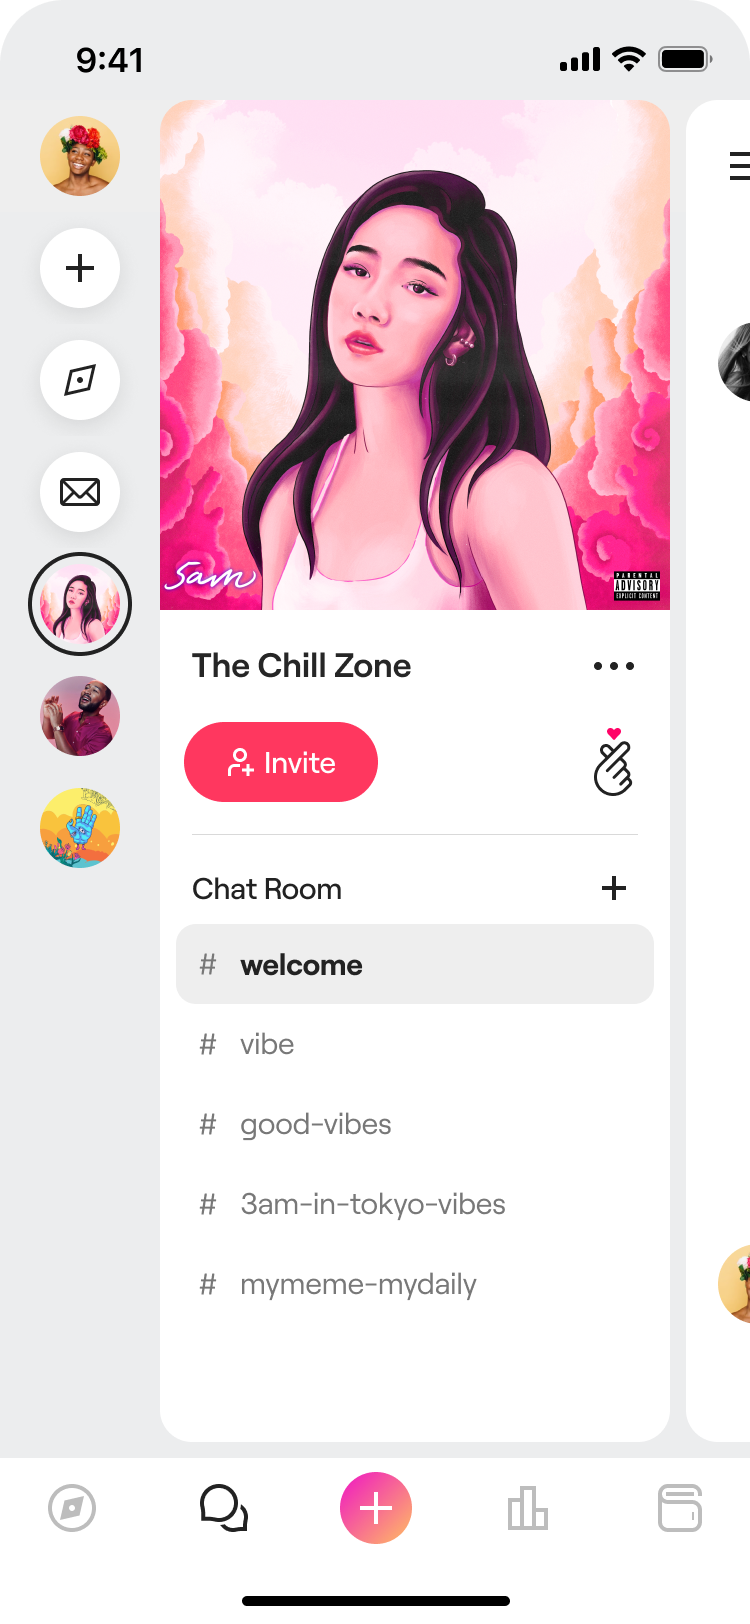 9:41
5am
PARENTAL
ADVISORY
EXPLICIT CONTENT
The Chill Zone
Invite
Chat Room
# welcome
# vibe
# good-vibes
# 3am-in-tokyo-vibes
# mymeme-mydaily